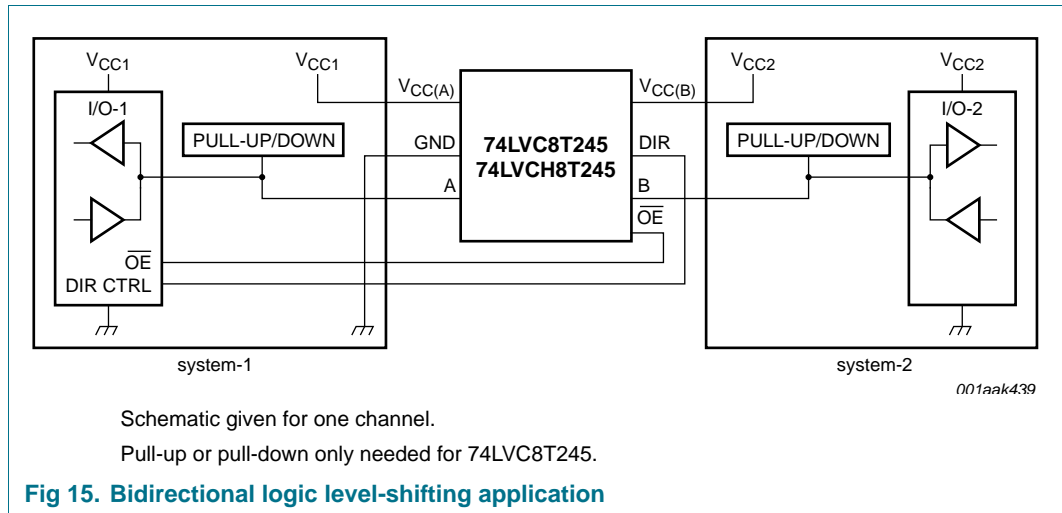 VCC1
VCC1
VCC(A)
VCC(B)
VCC2
VCC2
I/O-1
I/O-2
PULL-UP/DOWN
GND
74LVC8T245
74LVCH8T245
DIR
PULL-UP/DOWN
A
B
OE
OE
DIR CTRL
system-1
system-2
001aak439
Schematic given for one channel.
Pull-up or pull-down only needed for 74LVC8T245.
Fig 15. Bidirectional logic level-shifting application